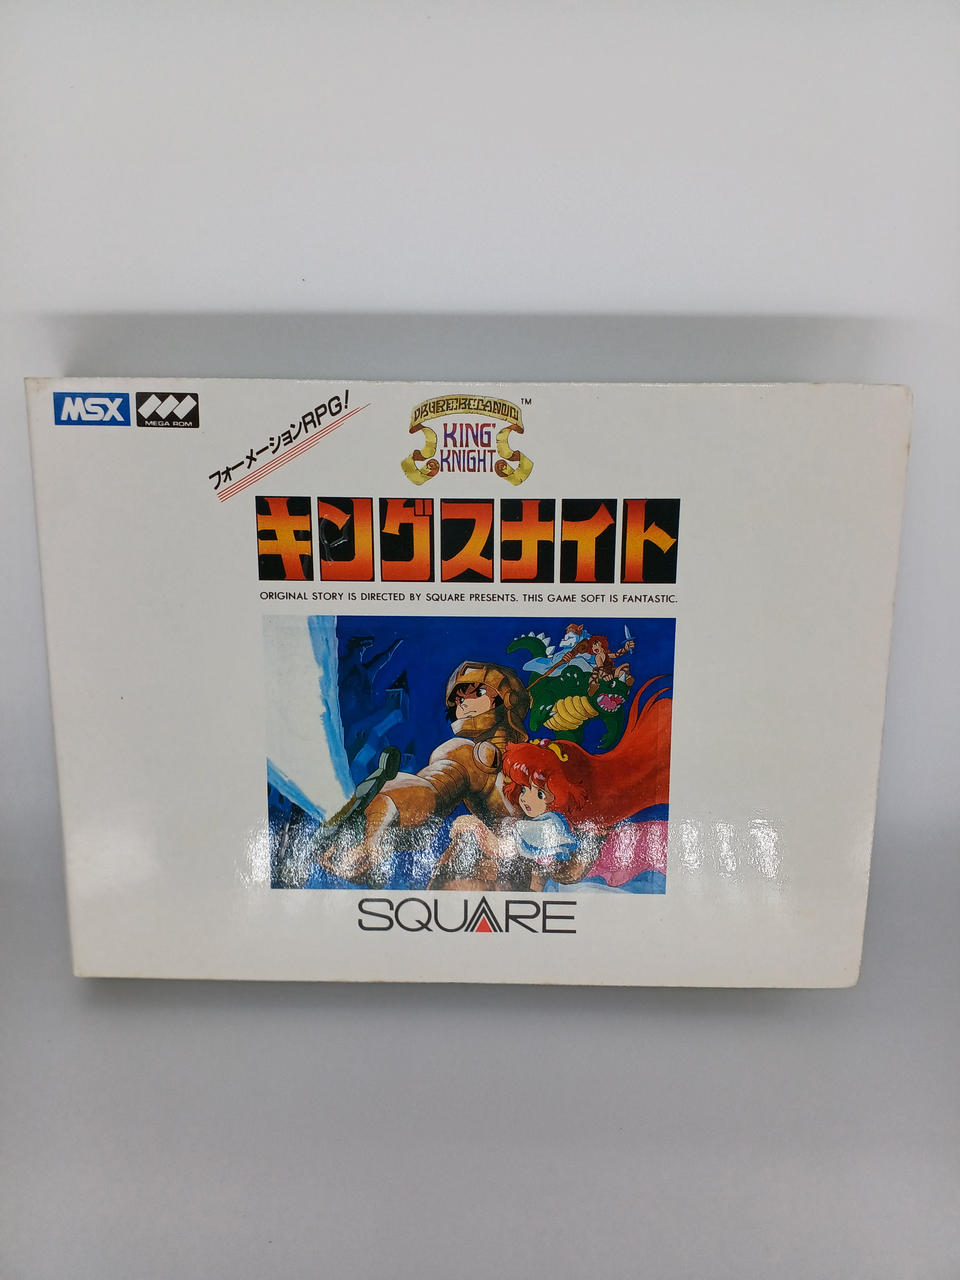 MSX
MEGA ROM
フォーメーションRPG!
KING'
KNIGHT
TM
キングスナイト
ORIGINAL STORY IS DIRECTED BY SQUARE PRESENTS. THIS GAME SOFT IS FANTASTIC.
SQUARE